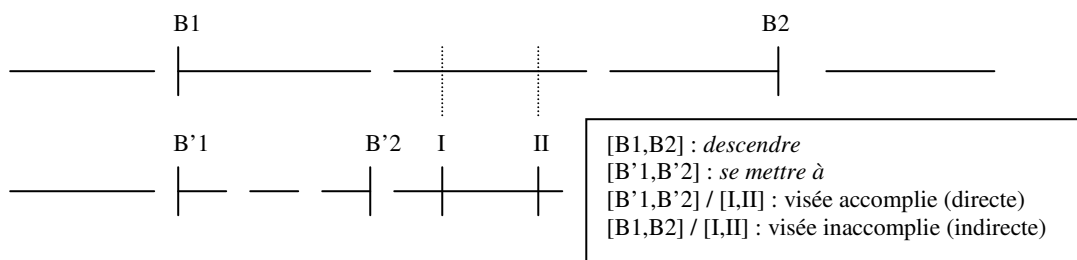 B1 B2
B'1 B'2 I II
[B1,B2] : descendre
[B'1,B'2] : se mettre à
[B'1,B'2] / [I,II] : visée accomplie (directe)
[B1,B2] / [I,II] : visée inaccomplie (indirecte)